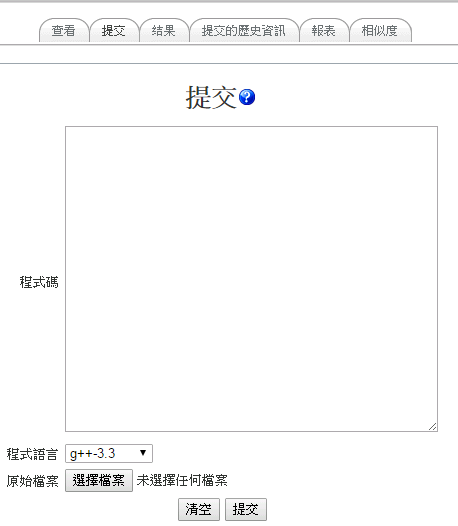 查看 提交 结果 提交的歷史資訊 報表 相似度
提交
程式碼
程式語言 g++-3.3
原始檔案 選擇檔案 未選擇任何檔案
清空 提交